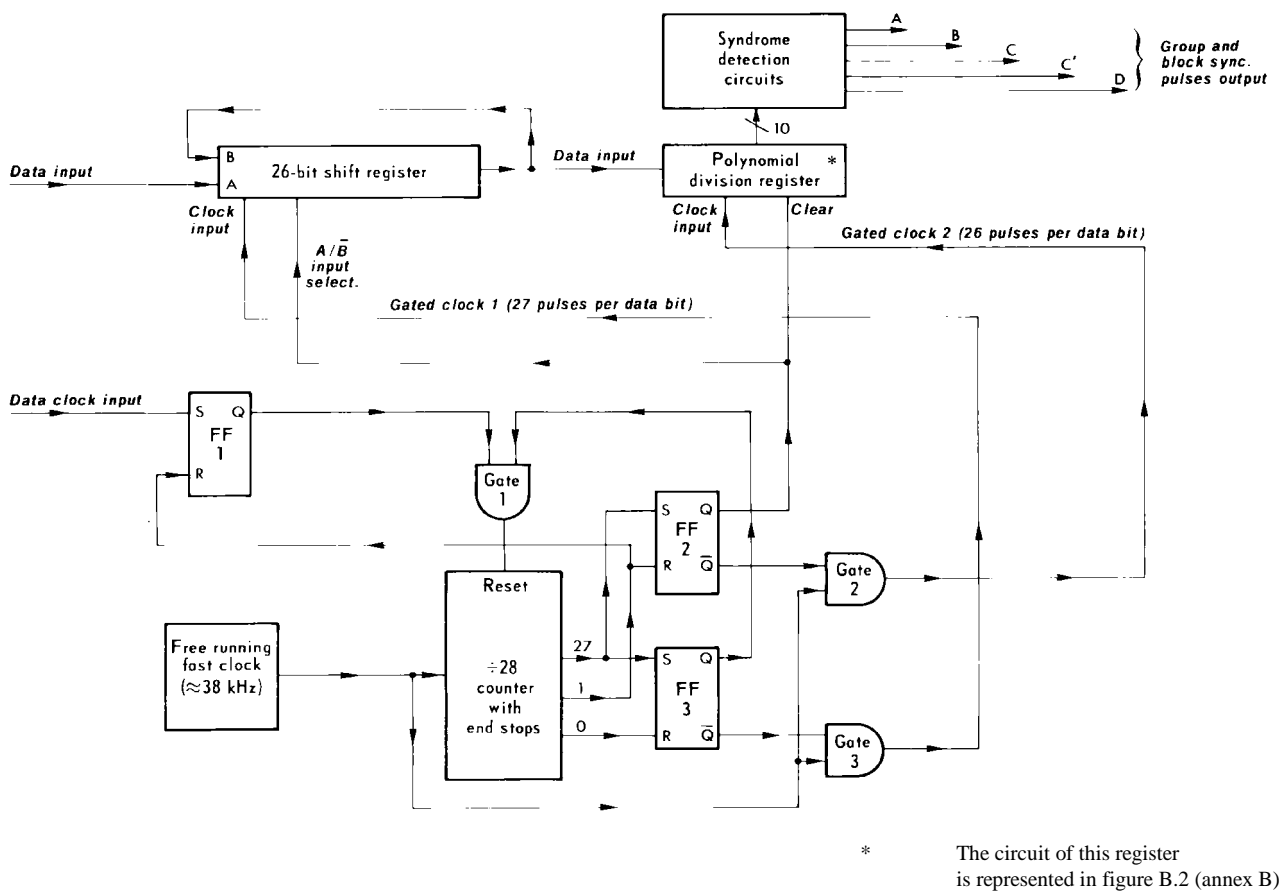 A
B
C
C'
D
Syndrome
detection
circuits
Group and
block sync.
pulses output
10
B
A
26-bit shift register
Data input
Clock
input
A/B̅
input
select.
Data input
Polynomial *
division register
Clock
input
Clear
Gated clock 2 (26 pulses per data bit)
Gated clock 1 (27 pulses per data bit)
Data clock input
S Q
FF
1
R
Gate
1
S Q
FF
2
R Q̅
Gate
2
Reset
÷28
counter
with
end stops
27
1
0
Free running
fast clock
(≈38 kHz)
S Q
FF
3
R Q̅
Gate
3
* The circuit of this register
is represented in figure B.2 (annex B)